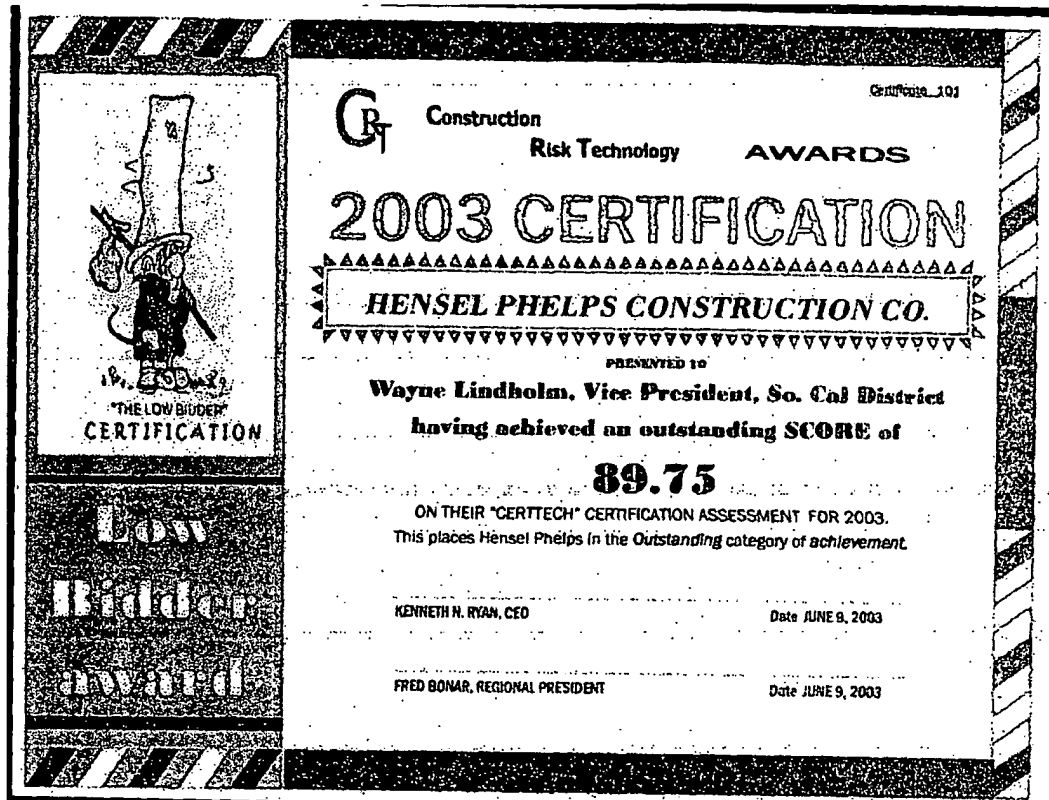 Certificate 101
CRT Construction
Risk Technology AWARDS
2003 CERTIFICATION
HENSEL PHELPS CONSTRUCTION CO.
PRESENTED TO
Wayne Lindholm, Vice President, So. Cal District
having achieved an outstanding SCORE of
89.75
ON THEIR "CERTTECH" CERTIFICATION ASSESSMENT FOR 2003.
This places Hensel Phelps in the Outstanding category of achievement.
KENNETH N. RYAN, CEO Date JUNE 9, 2003
FRED BONAR, REGIONAL PRESIDENT Date JUNE 9, 2003
$
"THE LOW BIDDER"
CERTIFICATION
Low
Bidder
award